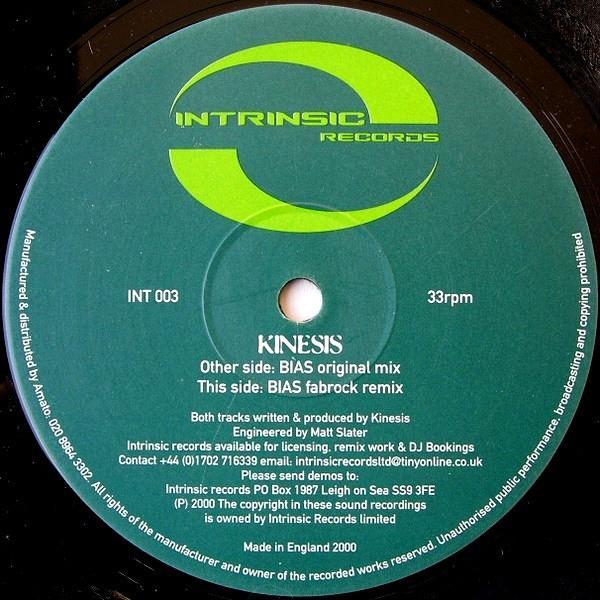 INTRINSIC
RECORDS
INT 003
33rpm
KINESIS
Other side: BIAS original mix
This side: BIAS fabrock remix
Both tracks written & produced by Kinesis
Engineered by Matt Slater
Intrinsic records available for licensing, remix work & DJ Bookings
Contact +44 (0)1702 716339 email: intrinsicrecordsltd@tinyonline.co.uk
Please send demos to:
Intrinsic records PO Box 1987 Leigh on Sea SS9 3FE
(P) 2000 The copyright in these sound recordings
is owned by Intrinsic Records limited
Made in England 2000
Manufactured & distributed by Amato: 020 8964 3302. All rights of the manufacturer and owner of the recorded works reserved. Unauthorised public performance, broadcasting and copying prohibited